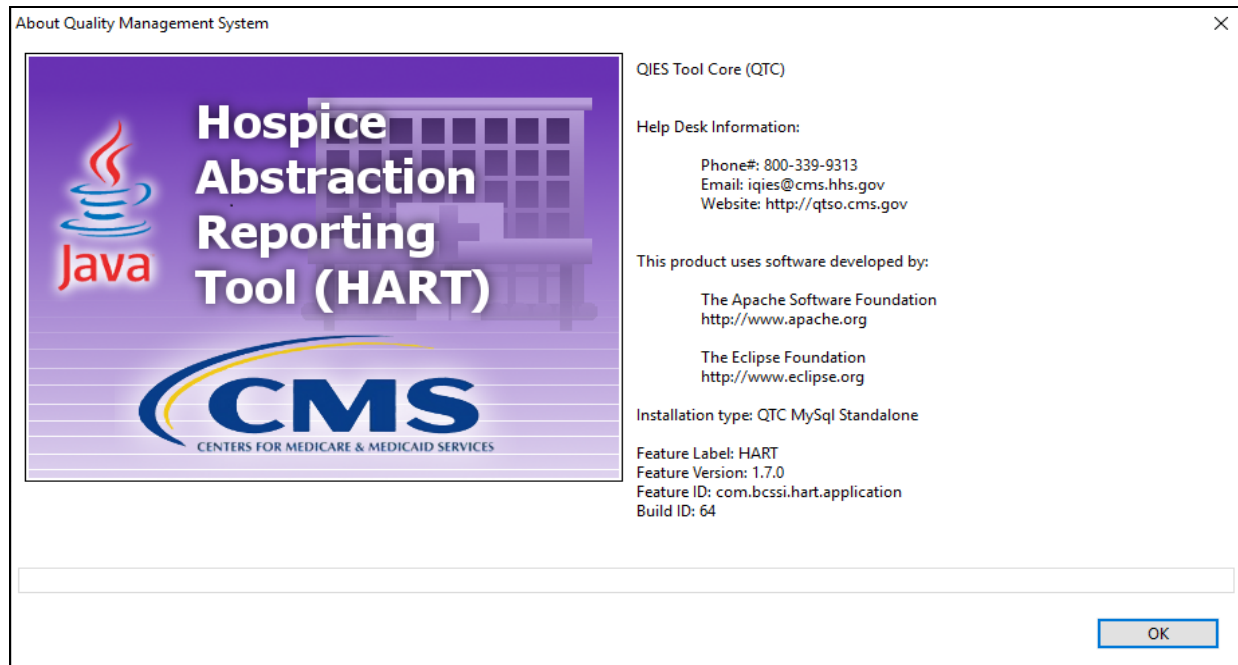 About Quality Management System
Hospice
Abstraction
Reporting
Tool (HART)
Java
CMS
CENTERS FOR MEDICARE & MEDICAID SERVICES
QIES Tool Core (QTC)
Help Desk Information:
Phone#: 800-339-9313
Email: iqies@cms.hhs.gov
Website: http://qtso.cms.gov
This product uses software developed by:
The Apache Software Foundation
http://www.apache.org
The Eclipse Foundation
http://www.eclipse.org
Installation type: QTC MySql Standalone
Feature Label: HART
Feature Version: 1.7.0
Feature ID: com.bcssi.hart.application
Build ID: 64
OK